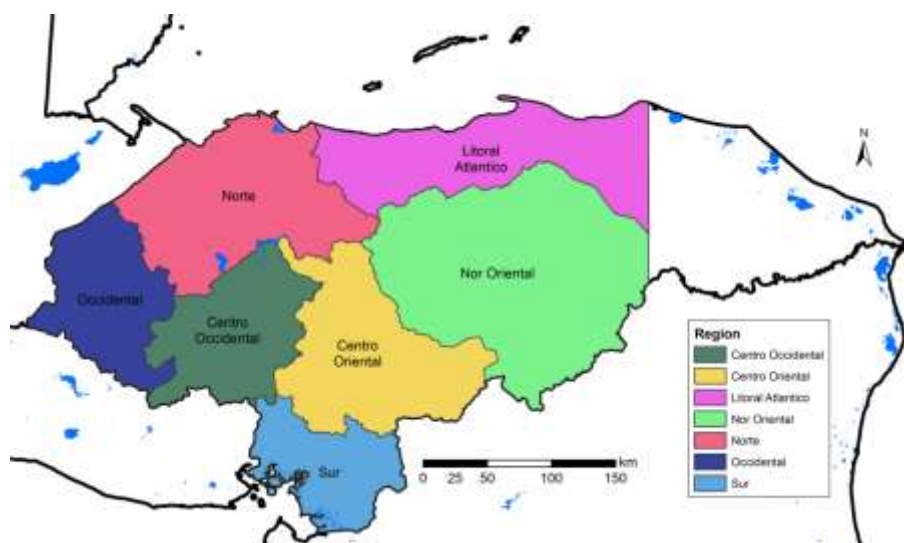 N
Litoral
Atlantico
Norte
Nor Oriental
Occidental
Centro
Occidental
Centro
Oriental
Sur
Region
Centro Occidental
Centro Oriental
Litoral Atlantico
Nor Oriental
Norte
Occidental
Sur
km
0 25 50 100 150